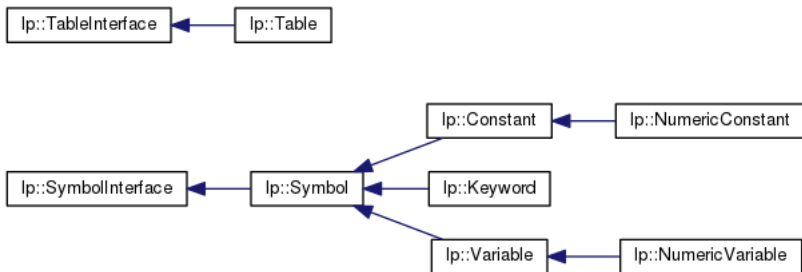 lp::TableInterface
lp::Table
lp::Constant
lp::NumericConstant
lp::SymbolInterface
lp::Symbol
lp::Keyword
lp::Variable
lp::NumericVariable